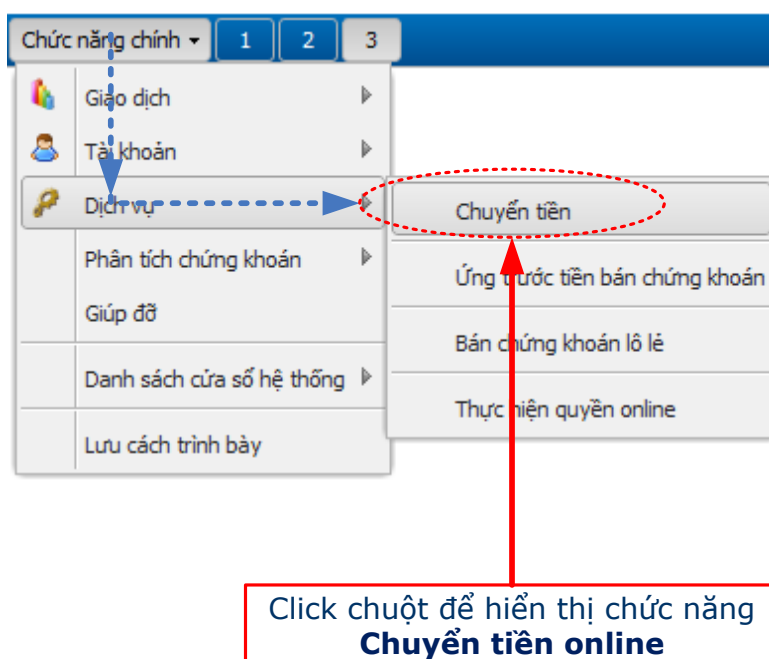 Chức năng chính 1 2 3
Giao dịch
Tài khoản
Dịch vụ
Phân tích chứng khoán
Giúp đỡ
Danh sách cửa sổ hệ thống
Lưu cách trình bày
Chuyển tiền
Ứng trước tiền bán chứng khoán
Bán chứng khoán lô lẻ
Thực hiện quyền online
Click chuột để hiển thị chức năng
Chuyển tiền online